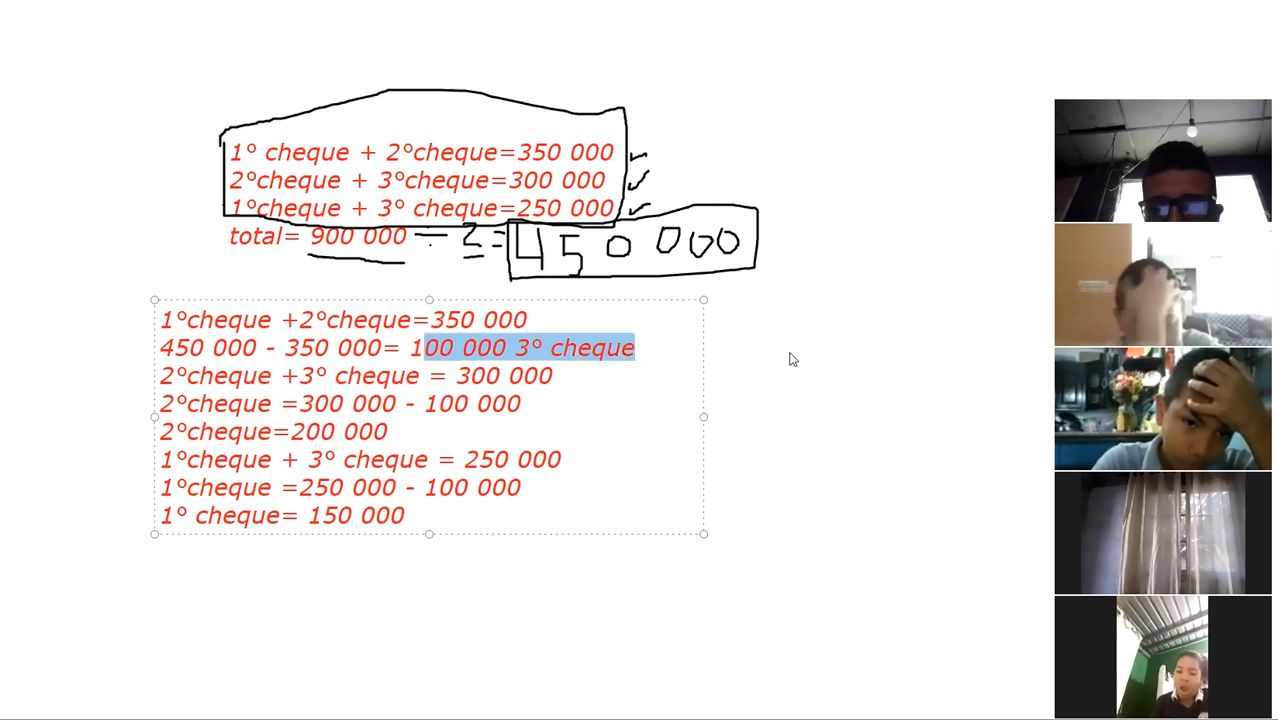 1° cheque + 2°cheque=350 000
2°cheque + 3°cheque=300 000
1°cheque + 3° cheque=250 000
total= 900 000 ÷ 2 = 450 000
1°cheque +2°cheque=350 000
450 000 - 350 000= 100 000 3° cheque
2°cheque +3° cheque = 300 000
2°cheque =300 000 - 100 000
2°cheque=200 000
1°cheque + 3° cheque = 250 000
1°cheque =250 000 - 100 000
1° cheque= 150 000